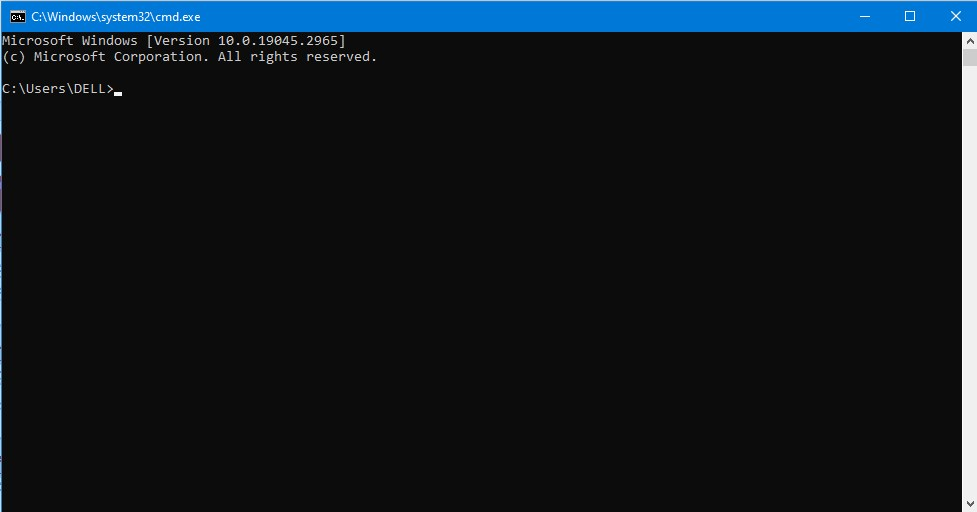 C:\Windows\system32\cmd.exe
Microsoft Windows [Version 10.0.19045.2965]
(c) Microsoft Corporation. All rights reserved.
C:\Users\DELL>